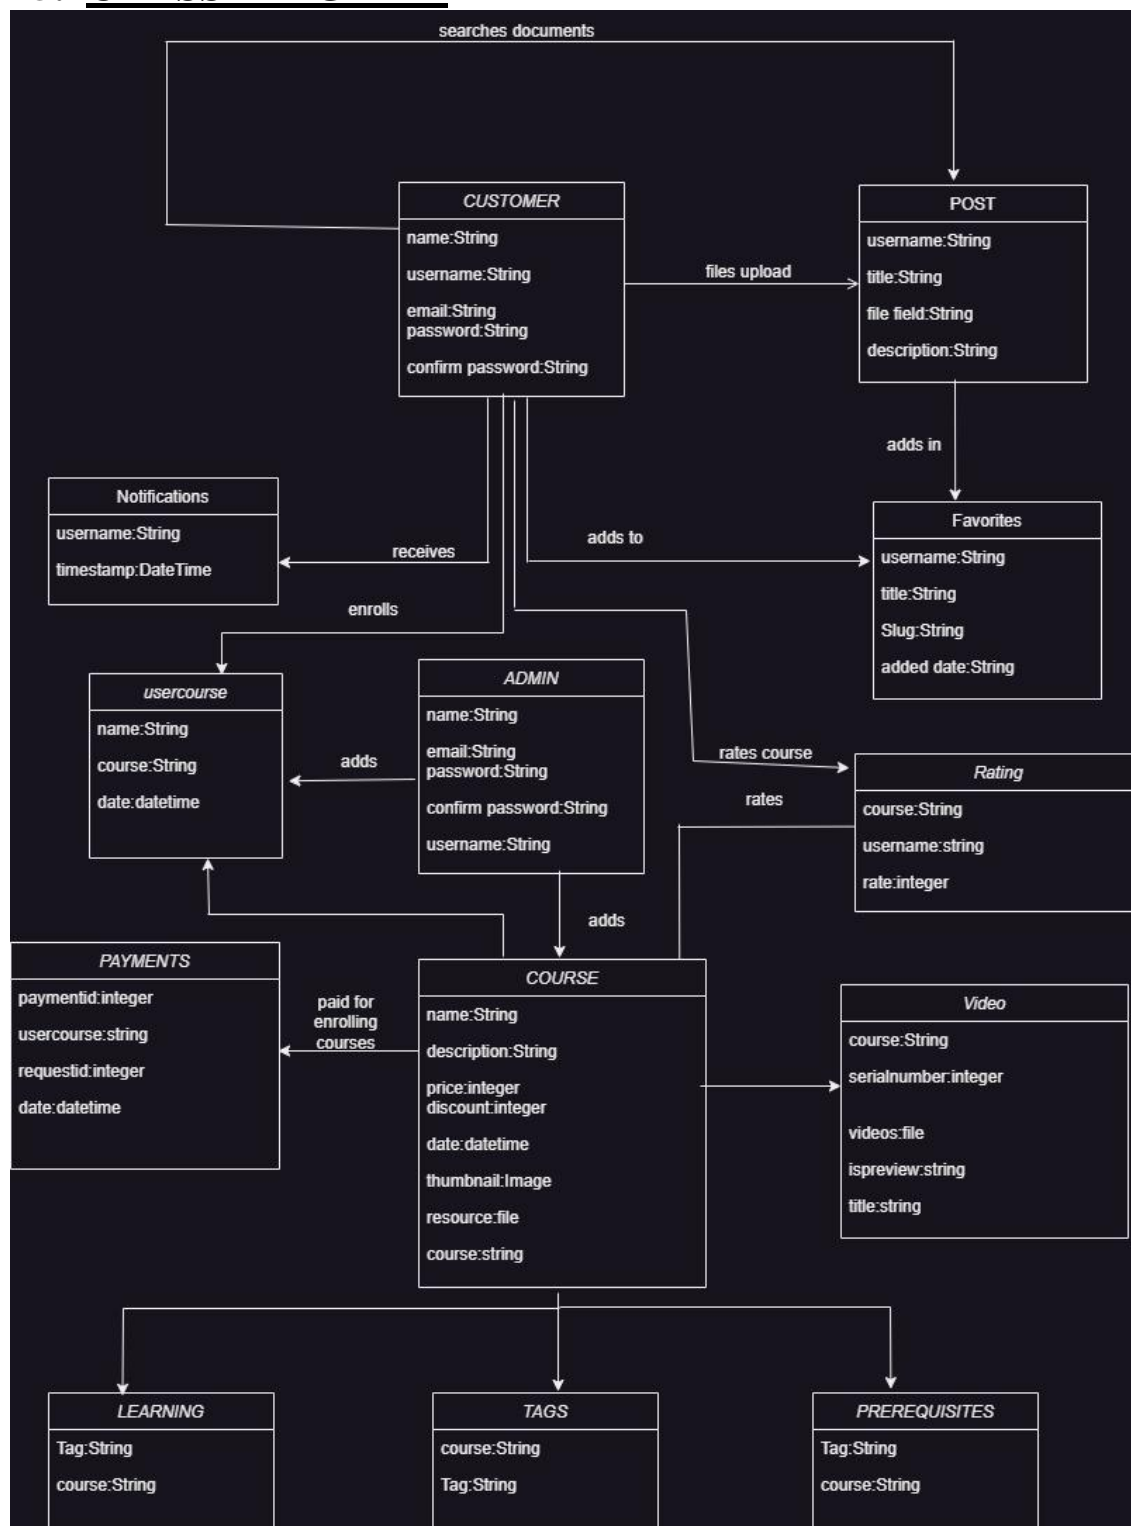 searches documents
CUSTOMER
name:String
username:String
email:String
password:String
confirm password:String
files upload
POST
username:String
title:String
file field:String
description:String
adds in
Notifications
username:String
timestamp:DateTime
receives
adds to
Favorites
username:String
title:String
Slug:String
added date:String
enrolls
usercourse
name:String
course:String
date:datetime
adds
ADMIN
name:String
email:String
password:String
confirm password:String
username:String
rates course
rates
Rating
course:String
username:string
rate:integer
adds
PAYMENTS
paymentid:integer
usercourse:string
requestid:integer
date:datetime
paid for
enrolling
courses
COURSE
name:String
description:String
price:integer
discount:integer
date:datetime
thumbnail:Image
resource:file
course:string
Video
course:String
serialnumber:integer
videos:file
ispreview:string
title:string
LEARNING
Tag:String
course:String
TAGS
course:String
Tag:String
PREREQUISITES
Tag:String
course:String